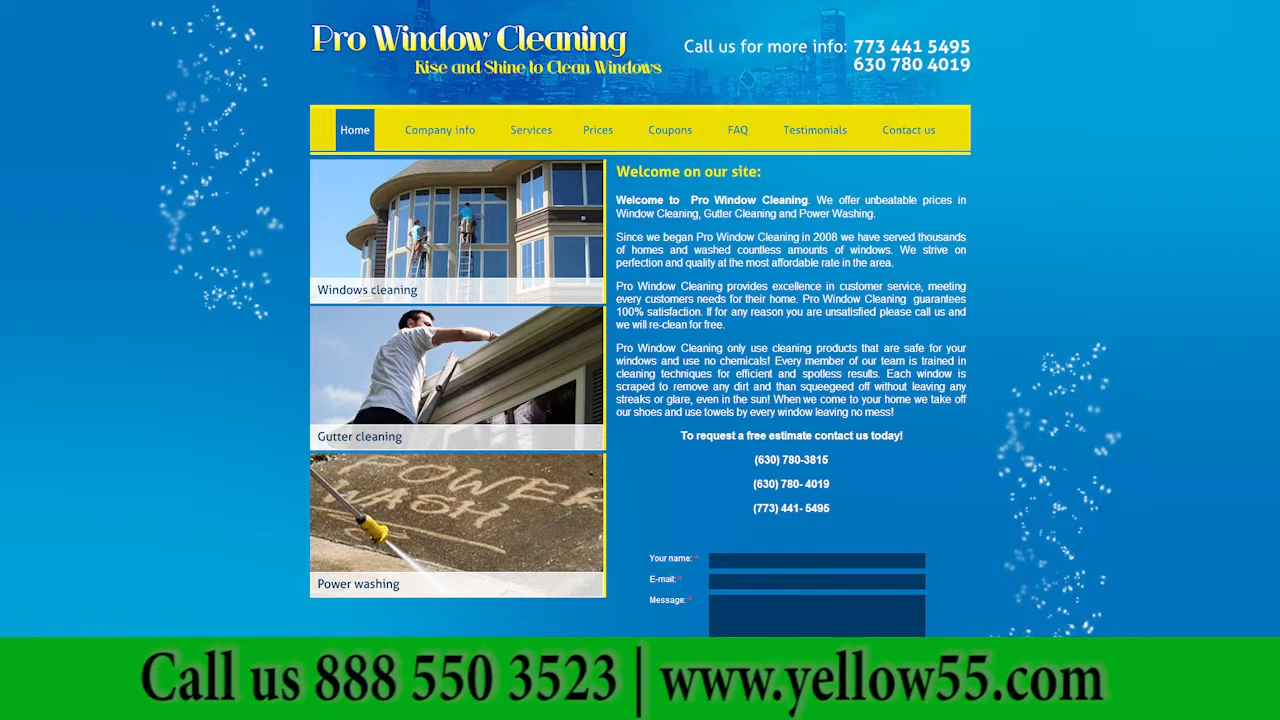 Pro Window Cleaning
Rise and Shine to Clean Windows
Call us for more info: 773 441 5495
630 780 4019
Home Company info Services Prices Coupons FAQ Testimonials Contact us
Windows cleaning
Gutter cleaning
POWER
WASH
Power washing
Welcome on our site:
Welcome to Pro Window Cleaning. We offer unbeatable prices in
Window Cleaning, Gutter Cleaning and Power Washing.
Since we began Pro Window Cleaning in 2008 we have served thousands
of homes and washed countless amounts of windows. We strive on
perfection and quality at the most affordable rate in the area.
Pro Window Cleaning provides excellence in customer service, meeting
every customers needs for their home. Pro Window Cleaning guarantees
100% satisfaction. If for any reason you are unsatisfied please call us and
we will re-clean for free.
Pro Window Cleaning only use cleaning products that are safe for your
windows and use no chemicals! Every member of our team is trained in
cleaning techniques for efficient and spotless results. Each window is
scraped to remove any dirt and than squeegeed off without leaving any
streaks or glare, even in the sun! When we come to your home we take off
our shoes and use towels by every window leaving no mess!
To request a free estimate contact us today!
(630) 780-3815
(630) 780- 4019
(773) 441- 5495
Your name: *
E-mail: *
Message: *
Call us 888 550 3523 | www.yellow55.com